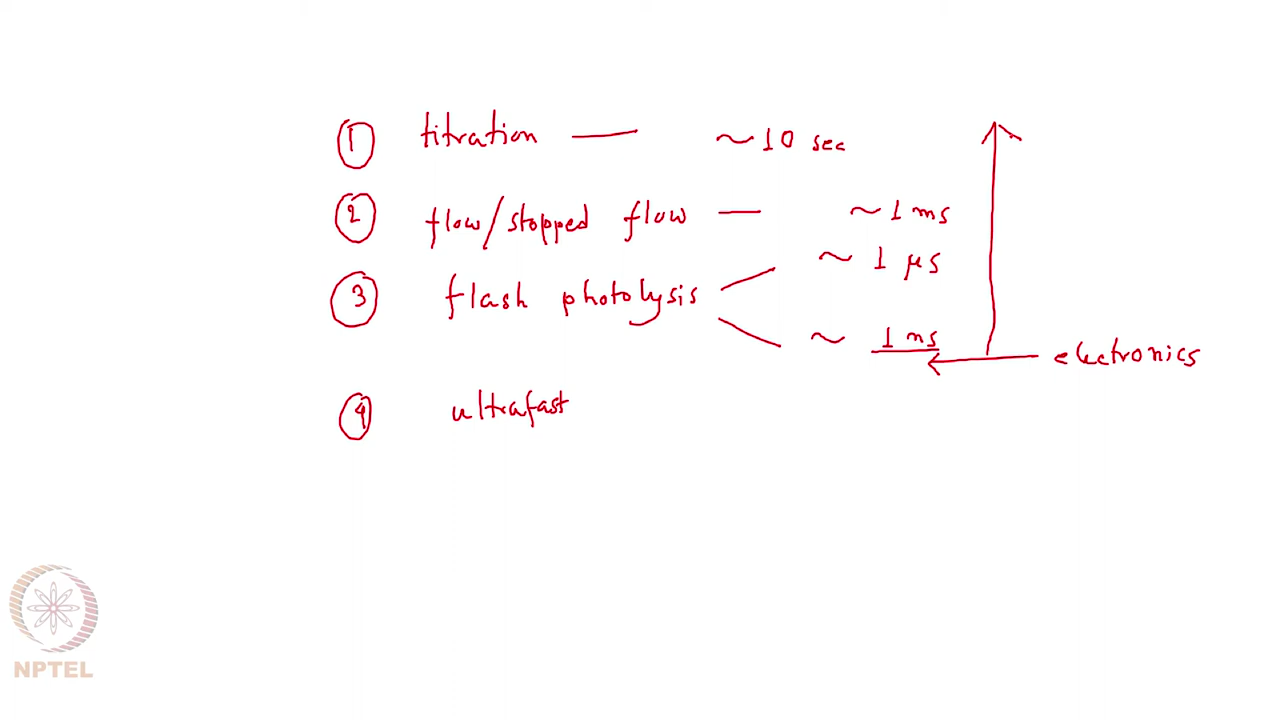 ① titration — ~10 sec
② flow/stopped flow — ~ 1 ms
~ 1 μs
③ flash photolysis
~ 1 ns
electronics
④ ultrafast
NPTEL